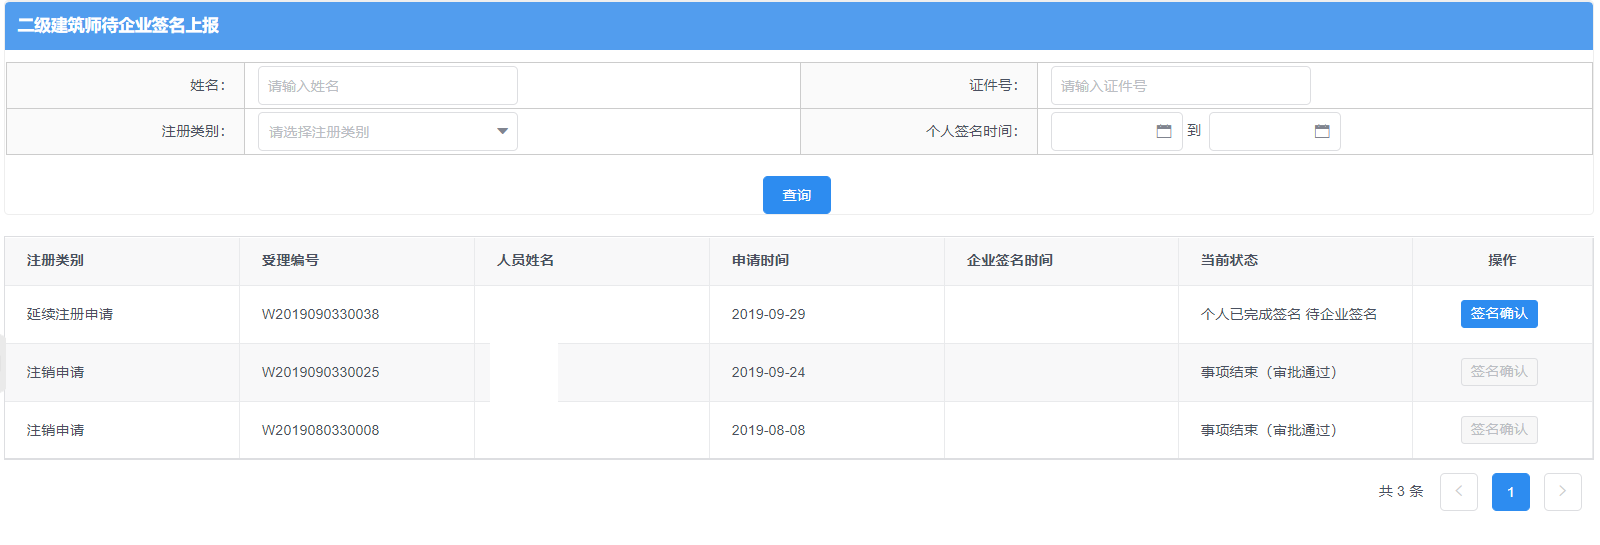 二级建筑师待企业签名上报
姓名： 请输入姓名 证件号： 请输入证件号
注册类别： 请选择注册类别 个人签名时间： 到
查询
注册类别 受理编号 人员姓名 申请时间 企业签名时间 当前状态 操作
延续注册申请 W2019090330038 2019-09-29 个人已完成签名 待企业签名 签名确认
注销申请 W2019090330025 2019-09-24 事项结束（审批通过） 签名确认
注销申请 W2019080330008 2019-08-08 事项结束（审批通过） 签名确认
共 3 条 1